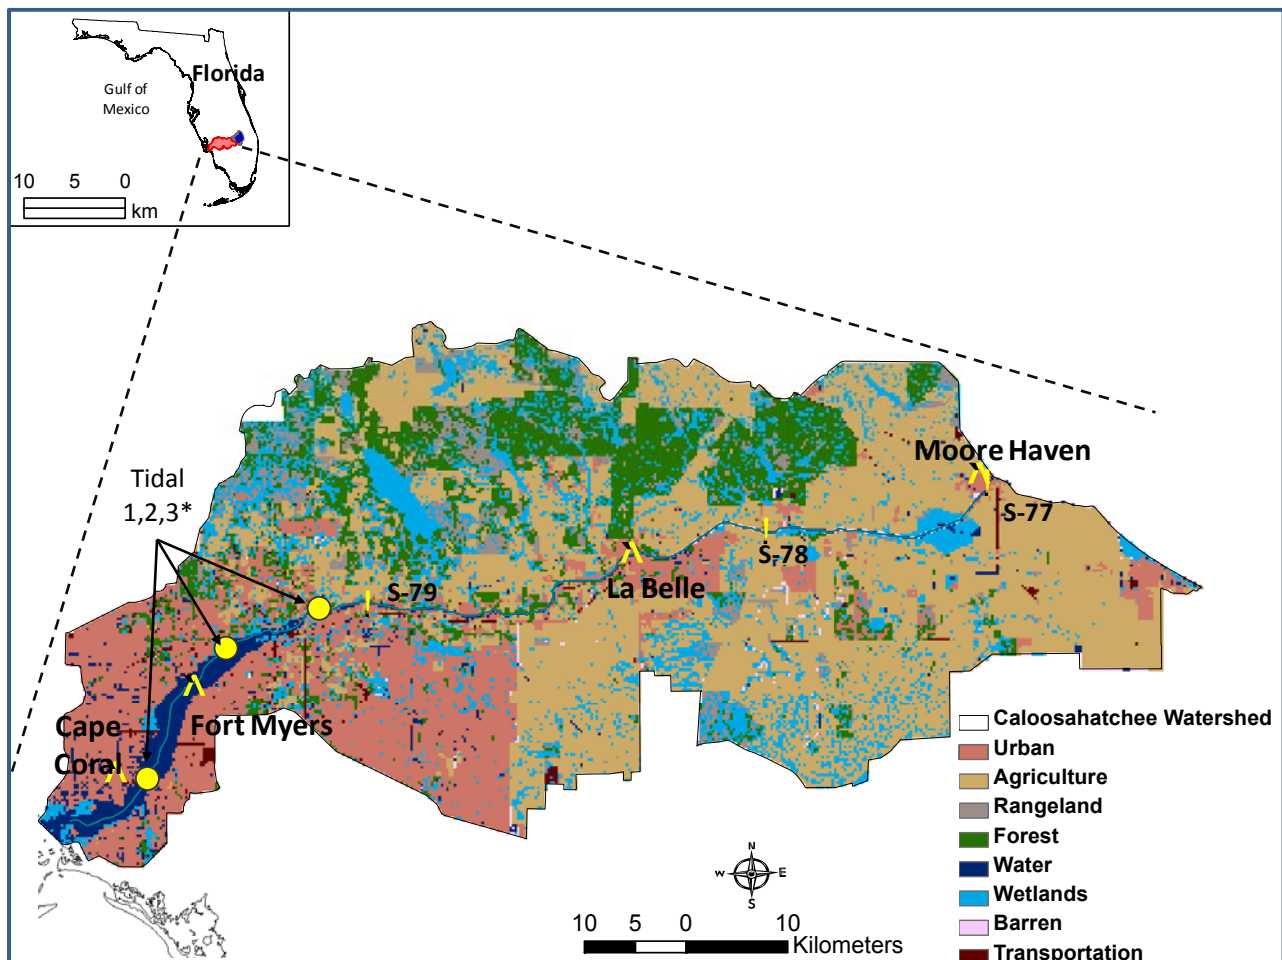 Florida
Gulf of
Mexico
10 5 0
km
Tidal
1,2,3*
Moore Haven
S-77
S-78
La Belle
S-79
Fort Myers
Cape
Coral
Caloosahatchee Watershed
Urban
Agriculture
Rangeland
Forest
Water
Wetlands
Barren
Transportation
N
W E
S
10 5 0 10
Kilometers